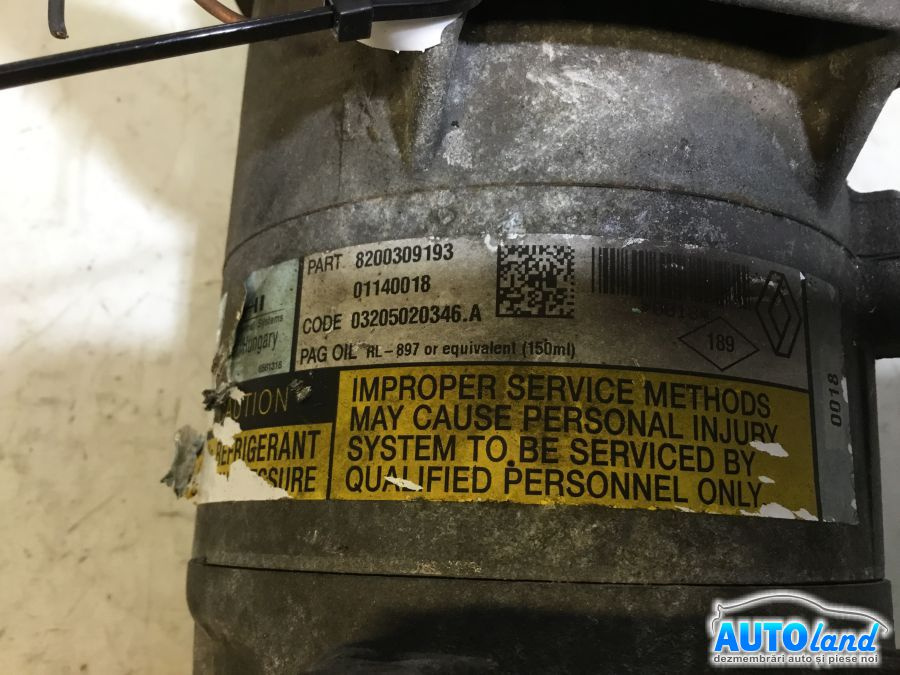 PART 8200309193
01140018
CODE 03205020346.A
PAG OIL RL-897 or equivalent (150ml)
Hungary
6561316
189
0018
REFRIGERANT
IMPROPER SERVICE METHODS
MAY CAUSE PERSONAL INJURY
SYSTEM TO BE SERVICED BY
QUALIFIED PERSONNEL ONLY
AUTOland
dezmembrări auto și piese noi